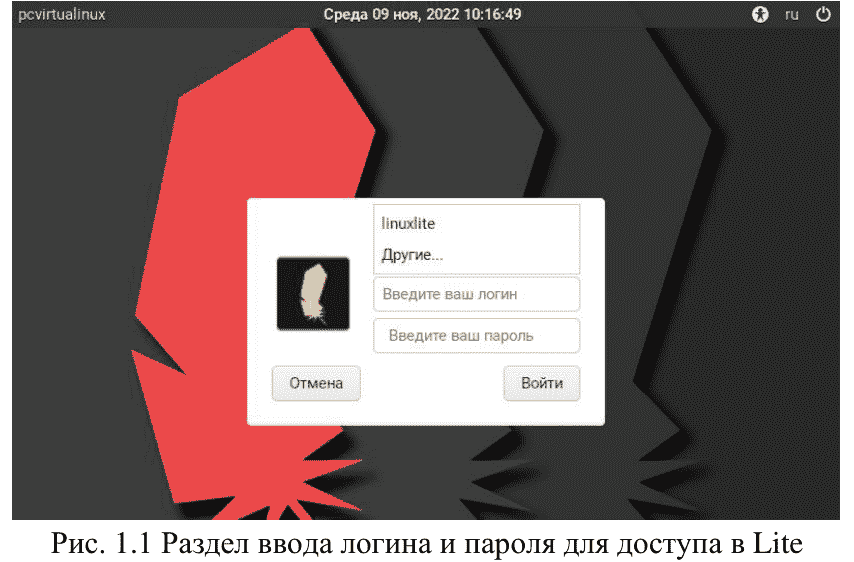 pcvirtualinux Среда 09 ноя, 2022 10:16:49 ru
linuxlite
Другие...
Введите ваш логин
Введите ваш пароль
Отмена Войти
Рис. 1.1 Раздел ввода логина и пароля для доступа в Lite